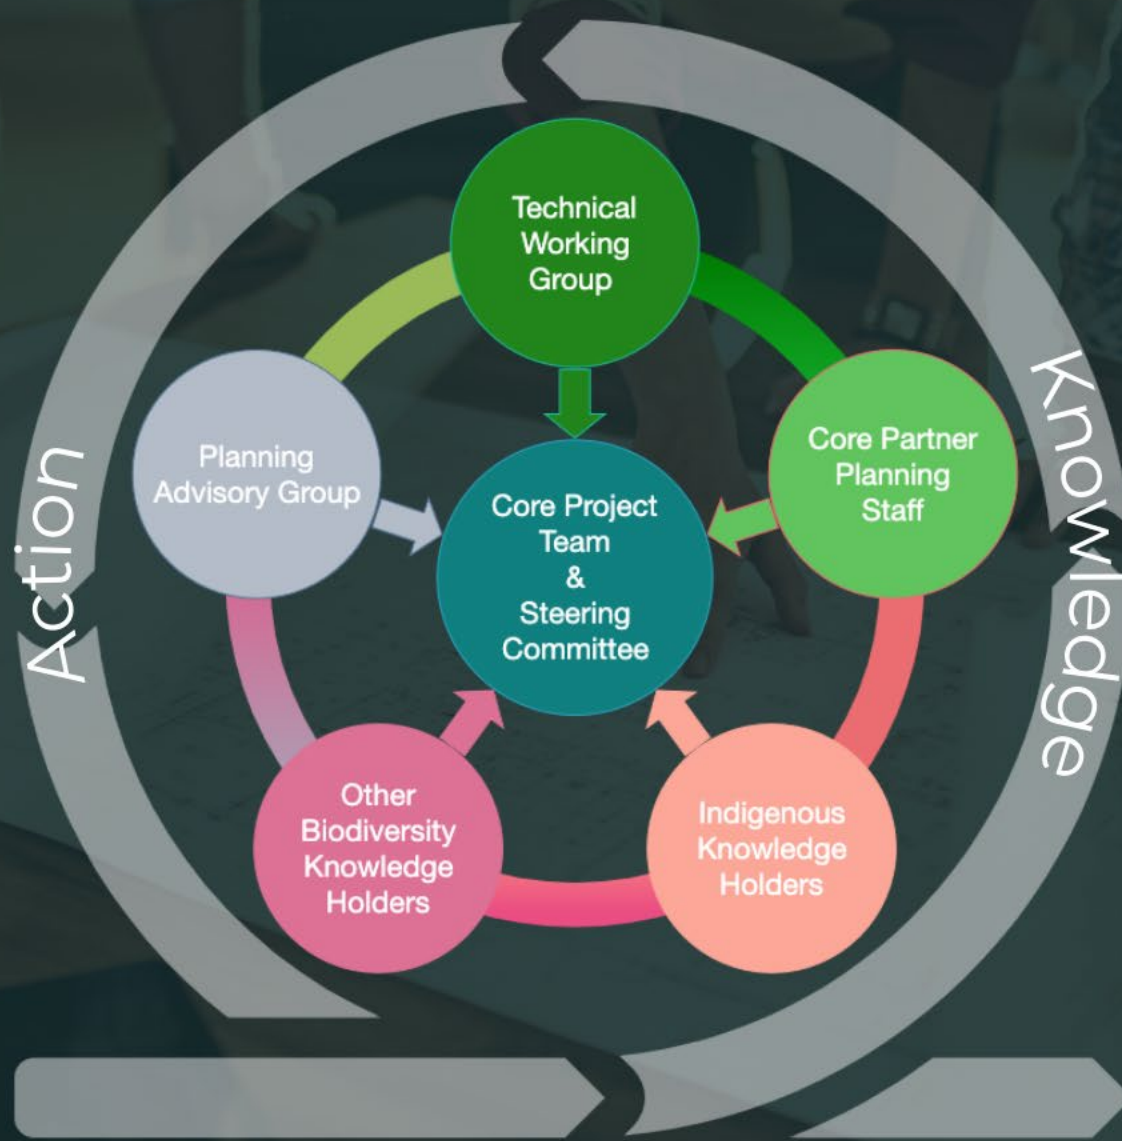 Technical
Working
Group
Planning
Advisory Group
Core Partner
Planning
Staff
Core Project
Team
&
Steering
Committee
Other
Biodiversity
Knowledge
Holders
Indigenous
Knowledge
Holders
Action
Knowledge